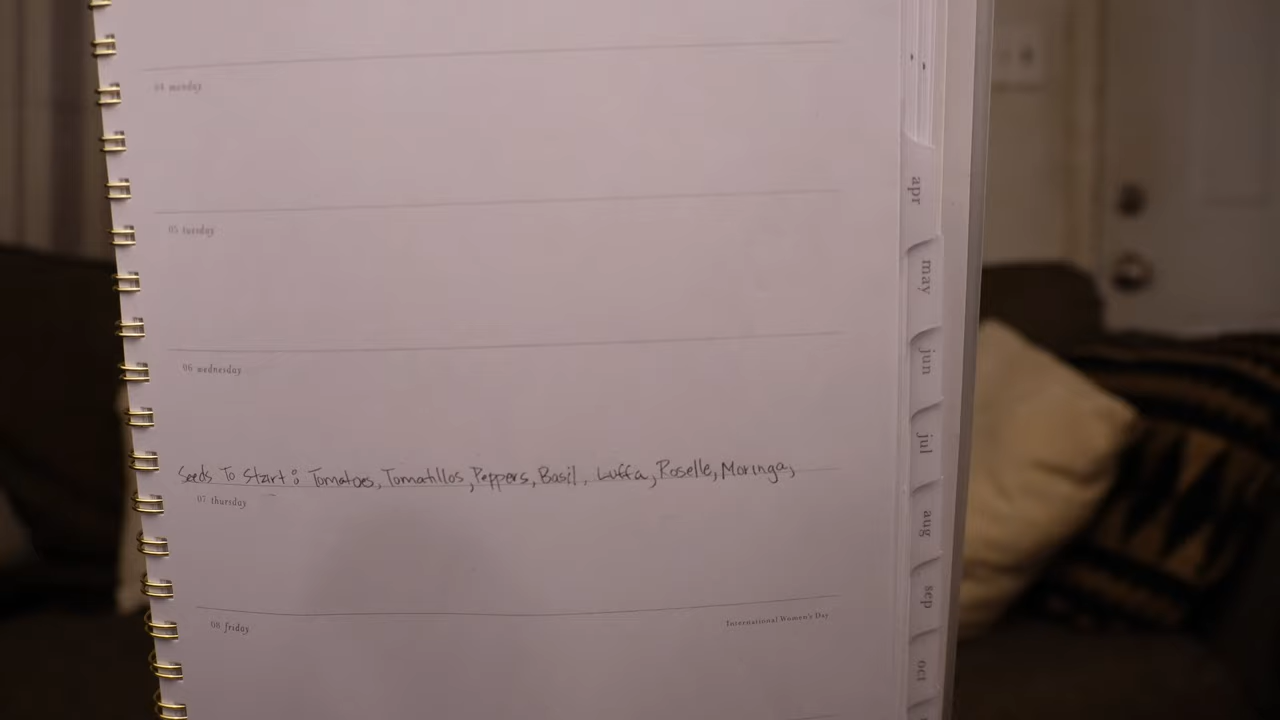 04 monday
05 tuesday
06 wednesday
Seeds To Start: Tomatoes, Tomatillos, Peppers, Basil, Luffa, Roselle, Moringa,
07 thursday
08 friday
International Women's Day
apr
may
jun
jul
aug
sep
oct